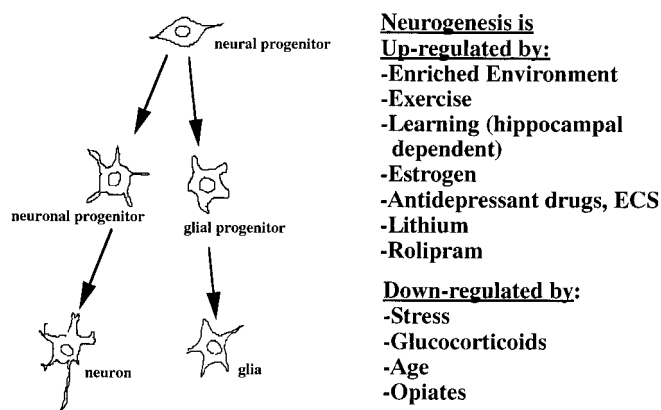 neural progenitor
neuronal progenitor
glial progenitor
neuron
glia
Neurogenesis is
Up-regulated by:
-Enriched Environment
-Exercise
-Learning (hippocampal
dependent)
-Estrogen
-Antidepressant drugs, ECS
-Lithium
-Rolipram
Down-regulated by:
-Stress
-Glucocorticoids
-Age
-Opiates